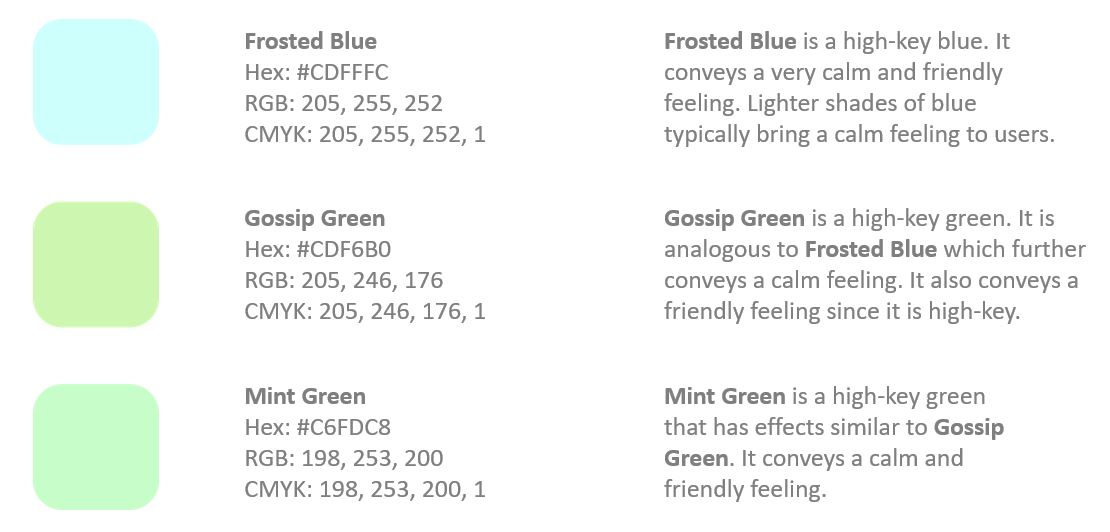 Frosted Blue
Hex: #CDFFFC
RGB: 205, 255, 252
CMYK: 205, 255, 252, 1
Frosted Blue is a high-key blue. It
conveys a very calm and friendly
feeling. Lighter shades of blue
typically bring a calm feeling to users.
Gossip Green
Hex: #CDF6B0
RGB: 205, 246, 176
CMYK: 205, 246, 176, 1
Gossip Green is a high-key green. It is
analogous to Frosted Blue which further
conveys a calm feeling. It also conveys a
friendly feeling since it is high-key.
Mint Green
Hex: #C6FDC8
RGB: 198, 253, 200
CMYK: 198, 253, 200, 1
Mint Green is a high-key green
that has effects similar to Gossip
Green. It conveys a calm and
friendly feeling.